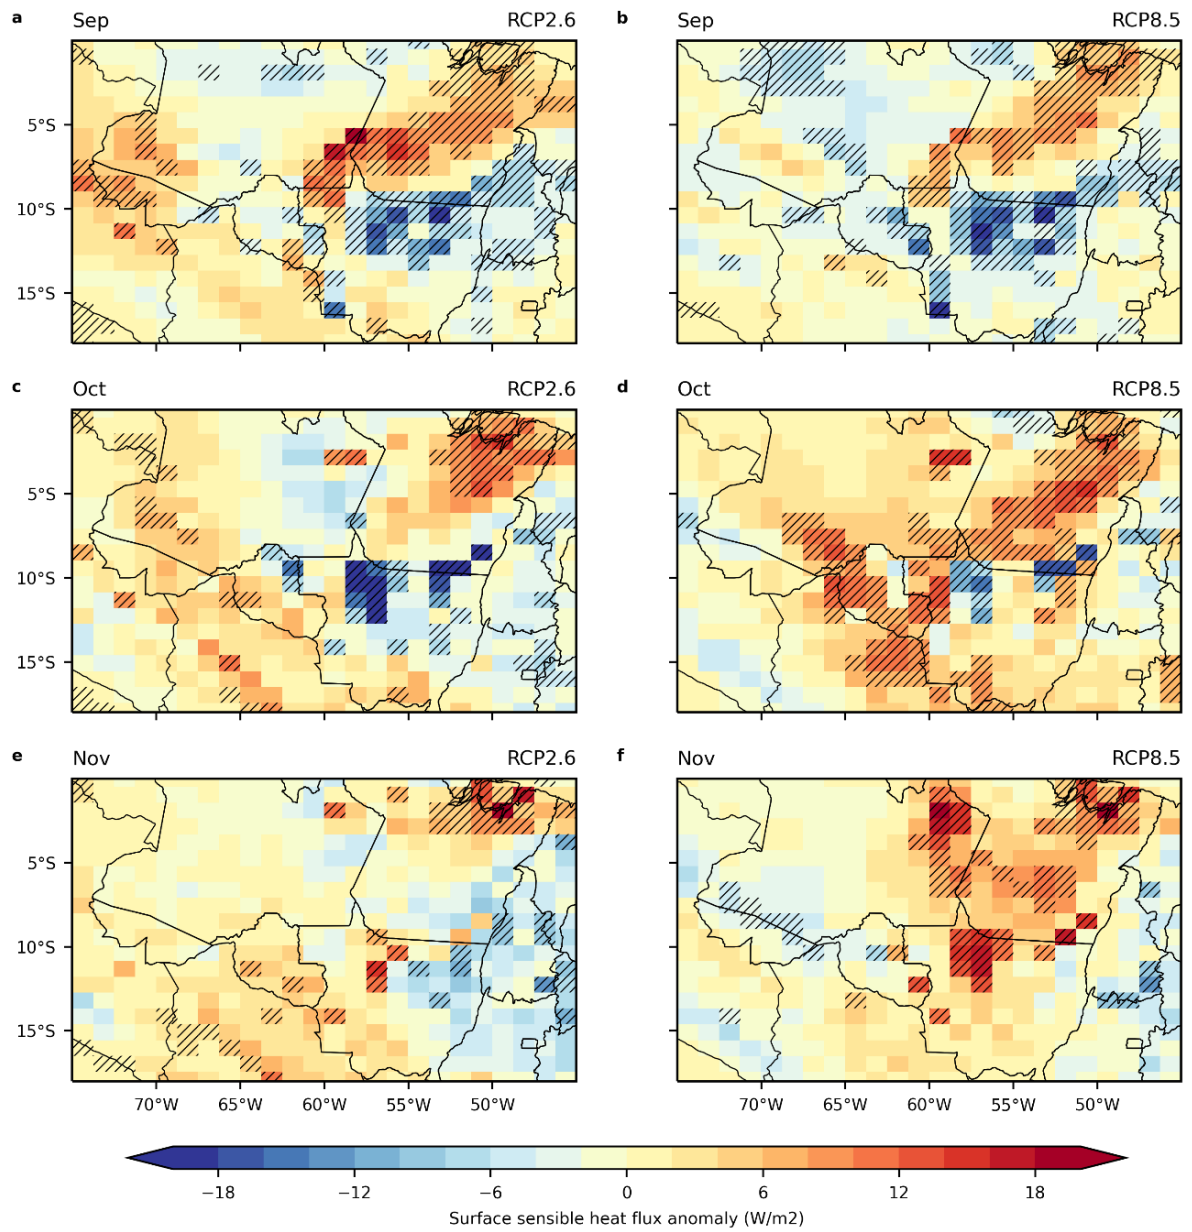 a Sep RCP2.6
b Sep RCP8.5
5°S
10°S
15°S
c Oct RCP2.6
d Oct RCP8.5
5°S
10°S
15°S
e Nov RCP2.6
f Nov RCP8.5
5°S
10°S
15°S
70°W 65°W 60°W 55°W 50°W
70°W 65°W 60°W 55°W 50°W
−18 −12 −6 0 6 12 18
Surface sensible heat flux anomaly (W/m2)